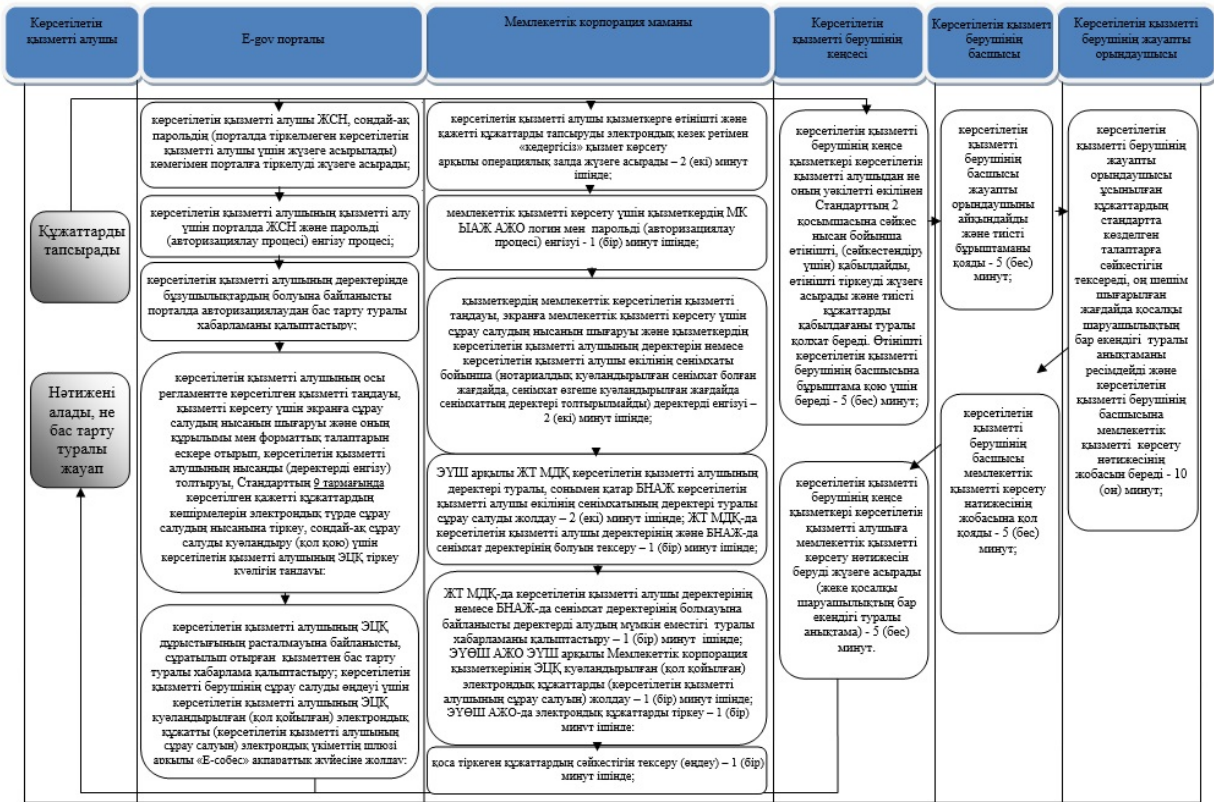 Көрсетілетін
қызметті алушы
E-gov порталы
Мемлекеттік корпорация маманы
Көрсетілетін
қызметті
берушінің
кеңсесі
Көрсетілетін қызметті
берушінің
басшысы
Көрсетілетін қызметті
берушінің жауапты
орындаушысы
Құжаттарды
тапсырады
Нәтижені
алады, не
бас тарту
туралы
жауап
көрсетілетін қызметті алушы ЖСН, сондай-ақ
парольдің (порталда тіркелмеген көрсетілетін
қызметті алушы үшін жүзеге асырылады)
көмегімен порталға тіркелуді жүзеге асырады;
көрсетілетін қызметті алушының қызметті алу
үшін порталда ЖСН және парольді
(авторизациялау процесі) енгізу процесі;
көрсетілетін қызметті алушының деректерінде
бұзушылықтардың болуына байланысты
порталда авторизациялаудан бас тарту туралы
хабарламаны қалыптастыру;
көрсетілетін қызметті алушының осы
регламентте көрсетілген қызметті таңдауы,
қызметті көрсету үшін экранға сұрау
салудың нысанын шығаруы және оның
құрылымы мен форматтық талаптарын
ескере отырып, көрсетілетін қызметті
алушының нысанды (деректерді енгізу)
толтыруы, Стандарттың 9 тармағында
көрсетілген қажетті құжаттардың
көшірмелерін электрондық түрде сұрау
салудың нысанына тіркеу, сондай-ақ сұрау
салуды куәландыру (қол қою) үшін
көрсетілетін қызметті алушының ЭЦҚ тіркеу
куәлігін таңдауы;
көрсетілетін қызметті алушының ЭЦҚ
дұрыстығының расталмауына байланысты,
сұратылып отырған қызметтен бас тарту
туралы хабарлама қалыптастыру; көрсетілетін
қызметті берушінің сұрау салуды өңдеуі үшін
көрсетілетін қызметті алушының ЭЦҚ
куәландырылған (қол қойылған) электрондық
құжатты (көрсетілетін қызметті алушының
сұрау салуын) электрондық үкіметтің шлюзі
арқылы «Е-собес» ақпараттық жүйесіне жолдау;
көрсетілетін қызметті алушы қызметкерге өтінішті және
қажетті құжаттарды тапсыруды электрондық кезек ретімен
«кедергісіз» қызмет көрсету
арқылы операциялық залда жүзеге асырады – 2 (екі) минут
ішінде;
мемлекеттік қызметті көрсету үшін қызметкердің МК
ЫАЖ АЖО логин мен паролді (авторизациялау
процесі) енгізуі - 1 (бір) минут ішінде;
қызметкердің мемлекеттік көрсетілетін қызметті
таңдауы, экранға мемлекеттік қызметті көрсету үшін
сұрау салудың нысанын шығаруы және қызметкердің
көрсетілетін қызметті алушының деректерін немесе
көрсетілетін қызметті алушы өкілінің сенімхаты
бойынша (нотариалдық куәландырылған сенімхат болған
жағдайда, сенімхат өзгеше куәландырылған жағдайда
сенімхаттың деректері толтырылмайды) деректерді енгізуі –
2 (екі) минут ішінде;
ЭҮШ арқылы ЖТ МДҚ көрсетілетін қызметті алушының
деректері туралы, сонымен қатар БНАЖ көрсетілетін
қызметті алушы өкілінің сенімхатының деректері туралы
сұрау салуды жолдау – 2 (екі) минут ішінде; ЖТ МДҚ-да
көрсетілетін қызметті алушы деректерінің және БНАЖ-да
сенімхат деректерінің болуын тексеру – 1 (бір) минут ішінде;
ЖТ МДҚ-да көрсетілетін қызметті алушы деректерінің
немесе БНАЖ-да сенімхат деректерінің болмауына
байланысты деректерді алудың мүмкін еместігі туралы
хабарламаны қалыптастыру – 1 (бір) минут ішінде;
ЭҮӨШ АЖО ЭҮШ арқылы Мемлекеттік корпорация
қызметкерінің ЭЦҚ куәландырылған (қол қойылған)
электрондық құжаттарды (көрсетілетін қызметті
алушының сұрау салуын) жолдау – 1 (бір) минут ішінде;
ЭҮӨШ АЖО-да электрондық құжаттарды тіркеу – 1 (бір)
минут ішінде;
қоса тіркеген құжаттардың сәйкестігін тексеру (өңдеу) – 1 (бір)
минут ішінде;
көрсетілетін қызметті
берушінің кеңсе
қызметкері көрсетілетін
қызметті алушыдан не
оның уәкілетті өкілінен
Стандарттың 2
қосымшасына сәйкес
нысан бойынша
өтінішті, (сәйкестендіру
үшін) қабылдайды,
өтінішті тіркеуді жүзеге
асырады және тиісті
құжаттарды
қабылдағаны туралы
қолхат береді. Өтінішті
көрсетілетін қызметті
берушінің басшысына
бұрыштама қою үшін
береді - 5 (бес) минут;
көрсетілетін қызметті
берушінің кеңсе
қызметкері көрсетілетін
қызметті алушыға
мемлекеттік қызметті
көрсету нәтижесін
беруді жүзеге асырады
(жеке қосалқы
шаруашылықтың бар
екендігі туралы
анықтама) - 5 (бес)
минут.
көрсетілетін
қызметті
берушінің
басшысы
жауапты
орындаушыны
айқындайды
және тиісті
бұрыштаманы
қояды - 5 (бес)
минут;
көрсетілетін
қызметті
берушінің
басшысы
мемлекеттік
қызметті көрсету
натижесінің
жобасына қол
қояды - 5 (бес)
минут;
көрсетілетін
қызметті берушінің
жауапты
орындаушысы
ұсынылған
құжаттардың
стандартта
көзделген
талаптарға
сәйкестігін
тексереді, оң шешім
шығарылған
жағдайда қосалқы
шаруашылықтың
бар екендігі туралы
анықтаманы
ресімдейді және
көрсетілетін
қызметті берушінің
басшысына
мемлекеттік
қызметті көрсету
нәтижесінің
жобасын береді - 10
(он) минут;